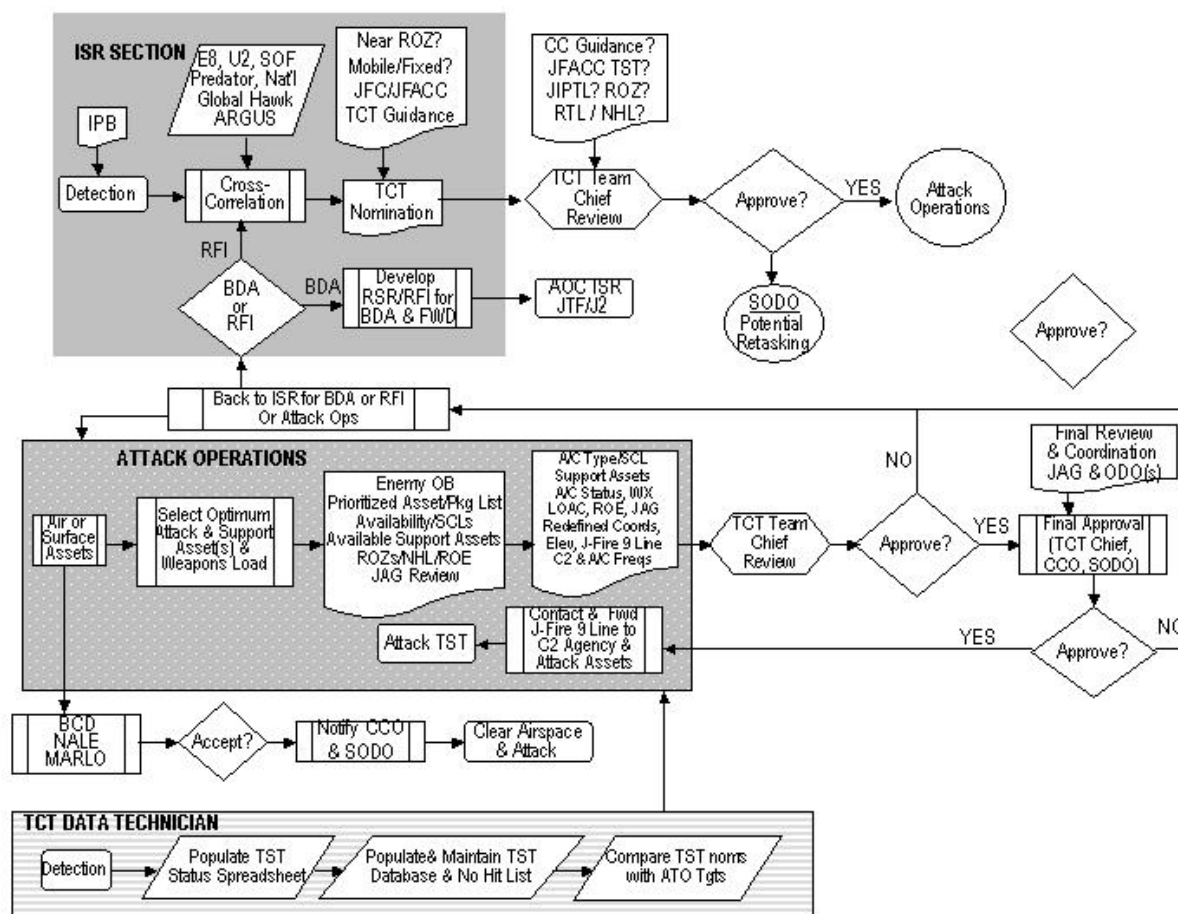 ISR SECTION
IPB
Detection
E8, U2, SOF
Predator, Nat'l
Global Hawk
ARGUS
Cross-
Correlation
Near ROZ?
Mobile/Fixed?
JFC/JFACC
TCT Guidance
TCT
Nomination
CC Guidance?
JFACC TST?
JIPTL? ROZ?
RTL / NHL?
TCT Team
Chief
Review
Approve?
YES
Attack
Operations
SODO
Potential
Retasking
Approve?
RFI
BDA
or
RFI
BDA
Develop
RSR/RFI for
BDA & FWD
AOC ISR
JTF/J2
Back to ISR for BDA or RFI
Or Attack Ops
ATTACK OPERATIONS
Air or
Surface
Assets
Select Optimum
Attack & Support
Asset(s) &
Weapons Load
Enemy OB
Prioritized Asset/Pkg List
Availability/SCLs
Available Support Assets
ROZs/NHL/ROE
JAG Review
A/C Type/SCL
Support Assets
A/C Status, WX
LOAC, ROE, JAG
Redefined Coords,
Elev, J-Fire 9 Line
C2 & A/C Freqs
TCT Team
Chief
Review
Approve?
NO
YES
Final Review
& Coordination
JAG & ODO(s)
Final Approval
(TCT Chief,
CCO, SODO)
Approve?
NO
YES
Contact & Fwd
J-Fire 9 Line to
C2 Agency &
Attack Assets
Attack TST
BCD
NALE
MARLO
Accept?
Notify CCO
& SODO
Clear Airspace
& Attack
TCT DATA TECHNICIAN
Detection
Populate TST
Status Spreadsheet
Populate& Maintain TST
Database & No Hit List
Compare TST noms
with ATO Tgts